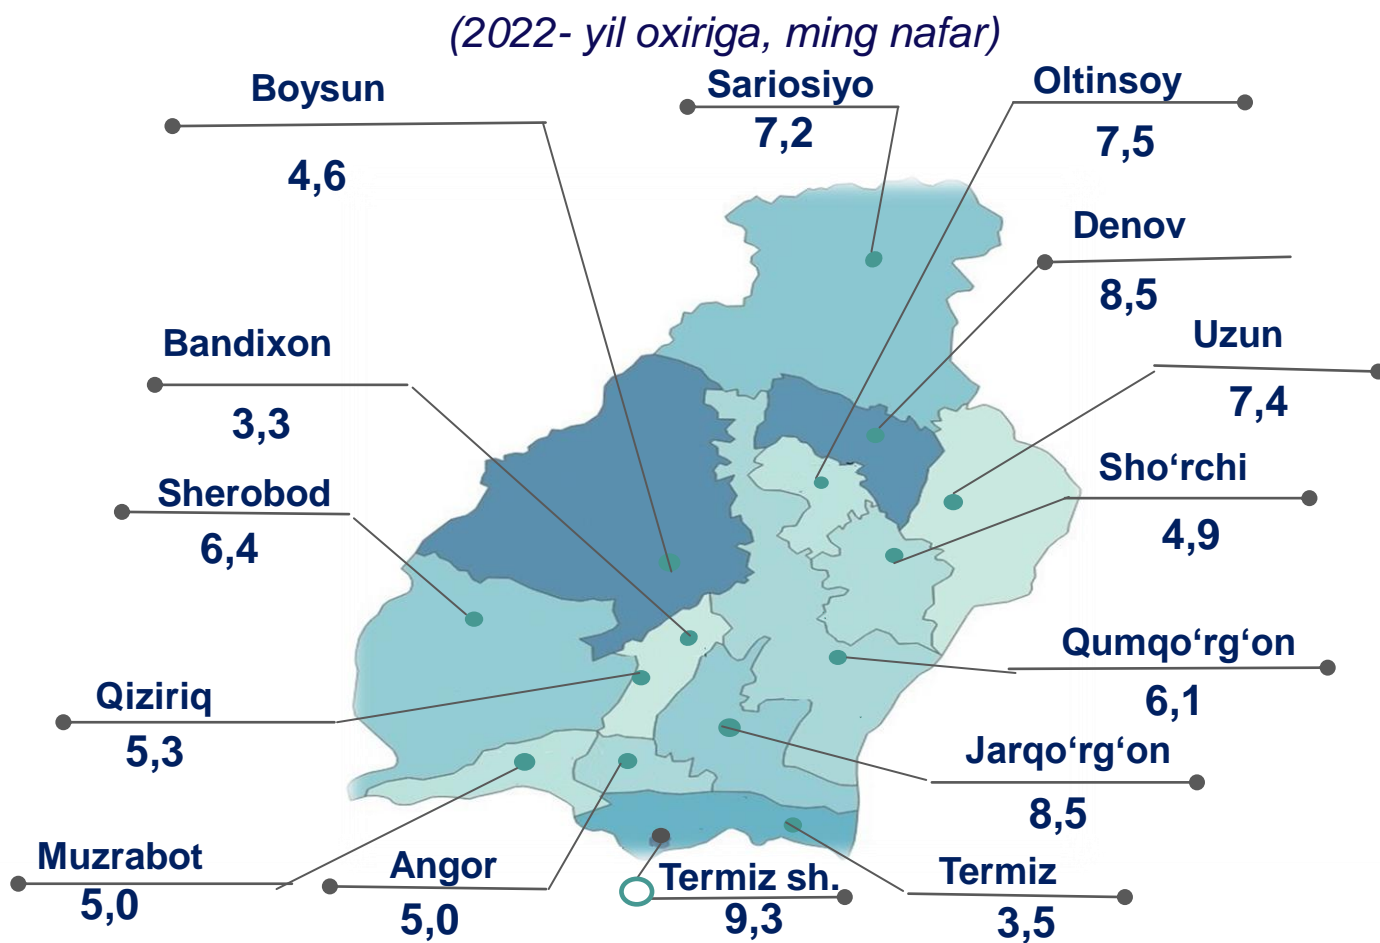 (2022- yil oxiriga, ming nafar)
Boysun
4,6
Sariosiyo
7,2
Oltinsoy
7,5
Denov
8,5
Uzun
7,4
Bandixon
3,3
Sherobod
6,4
Sho‘rchi
4,9
Qumqo‘rg‘on
6,1
Qiziriq
5,3
Jarqo‘rg‘on
8,5
Muzrabot
5,0
Angor
5,0
Termiz sh.
9,3
Termiz
3,5